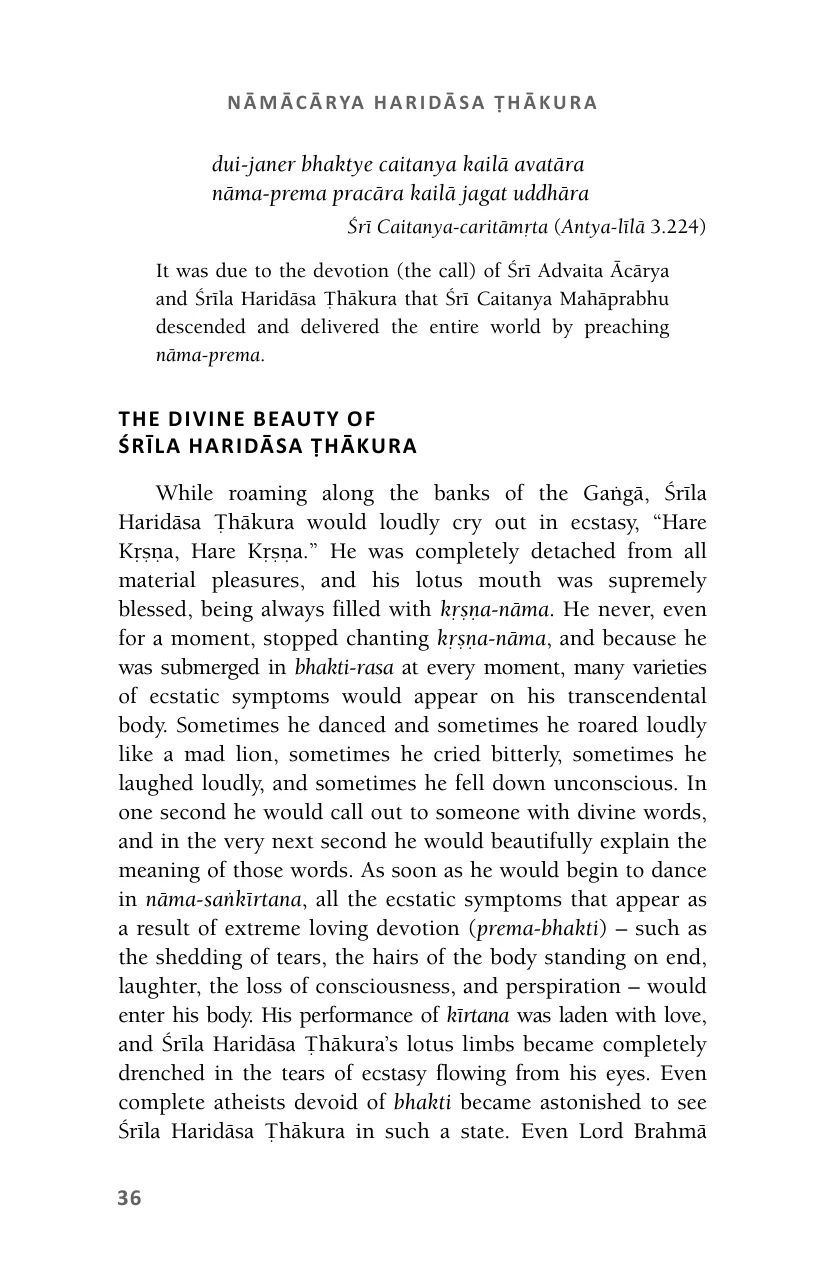 NĀMĀCĀRYA HARIDĀSA ṬHĀKURA
dui-janer bhaktye caitanya kailā avatāra
nāma-prema pracāra kailā jagat uddhāra
Śrī Caitanya-caritāmṛta (Antya-līlā 3.224)
It was due to the devotion (the call) of Śrī Advaita Ācārya
and Śrīla Haridāsa Ṭhākura that Śrī Caitanya Mahāprabhu
descended and delivered the entire world by preaching
nāma-prema.
THE DIVINE BEAUTY OF
ŚRĪLA HARIDĀSA ṬHĀKURA
While roaming along the banks of the Gaṅgā, Śrīla
Haridāsa Ṭhākura would loudly cry out in ecstasy, “Hare
Kṛṣṇa, Hare Kṛṣṇa.” He was completely detached from all
material pleasures, and his lotus mouth was supremely
blessed, being always filled with kṛṣṇa-nāma. He never, even
for a moment, stopped chanting kṛṣṇa-nāma, and because he
was submerged in bhakti-rasa at every moment, many varieties
of ecstatic symptoms would appear on his transcendental
body. Sometimes he danced and sometimes he roared loudly
like a mad lion, sometimes he cried bitterly, sometimes he
laughed loudly, and sometimes he fell down unconscious. In
one second he would call out to someone with divine words,
and in the very next second he would beautifully explain the
meaning of those words. As soon as he would begin to dance
in nāma-saṅkīrtana, all the ecstatic symptoms that appear as
a result of extreme loving devotion (prema-bhakti) – such as
the shedding of tears, the hairs of the body standing on end,
laughter, the loss of consciousness, and perspiration – would
enter his body. His performance of kīrtana was laden with love,
and Śrīla Haridāsa Ṭhākura’s lotus limbs became completely
drenched in the tears of ecstasy flowing from his eyes. Even
complete atheists devoid of bhakti became astonished to see
Śrīla Haridāsa Ṭhākura in such a state. Even Lord Brahmā
36